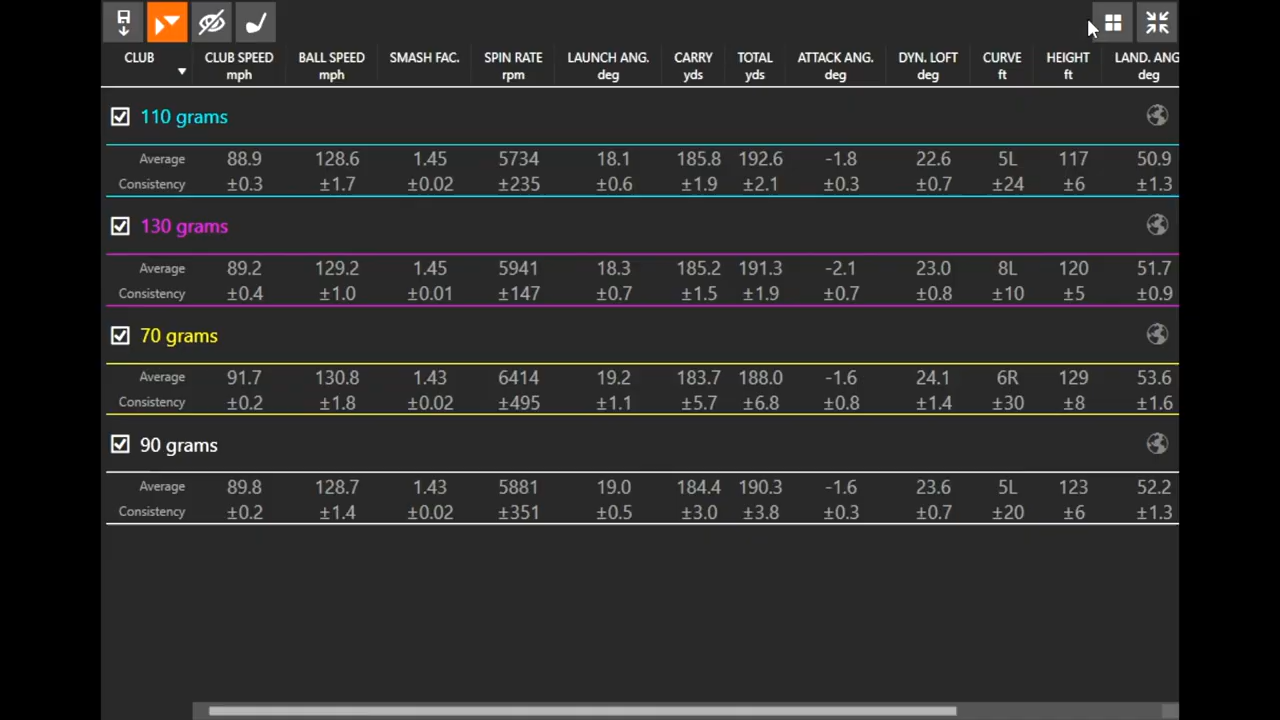 CLUB CLUB SPEED BALL SPEED SMASH FAC. SPIN RATE LAUNCH ANG. CARRY TOTAL ATTACK ANG. DYN. LOFT CURVE HEIGHT LAND. ANG
mph mph rpm deg yds yds deg deg ft ft deg
110 grams
Average 88.9 128.6 1.45 5734 18.1 185.8 192.6 -1.8 22.6 5L 117 50.9
Consistency ±0.3 ±1.7 ±0.02 ±235 ±0.6 ±1.9 ±2.1 ±0.3 ±0.7 ±24 ±6 ±1.3
130 grams
Average 89.2 129.2 1.45 5941 18.3 185.2 191.3 -2.1 23.0 8L 120 51.7
Consistency ±0.4 ±1.0 ±0.01 ±147 ±0.7 ±1.5 ±1.9 ±0.7 ±0.8 ±10 ±5 ±0.9
70 grams
Average 91.7 130.8 1.43 6414 19.2 183.7 188.0 -1.6 24.1 6R 129 53.6
Consistency ±0.2 ±1.8 ±0.02 ±495 ±1.1 ±5.7 ±6.8 ±0.8 ±1.4 ±30 ±8 ±1.6
90 grams
Average 89.8 128.7 1.43 5881 19.0 184.4 190.3 -1.6 23.6 5L 123 52.2
Consistency ±0.2 ±1.4 ±0.02 ±351 ±0.5 ±3.0 ±3.8 ±0.3 ±0.7 ±20 ±6 ±1.3